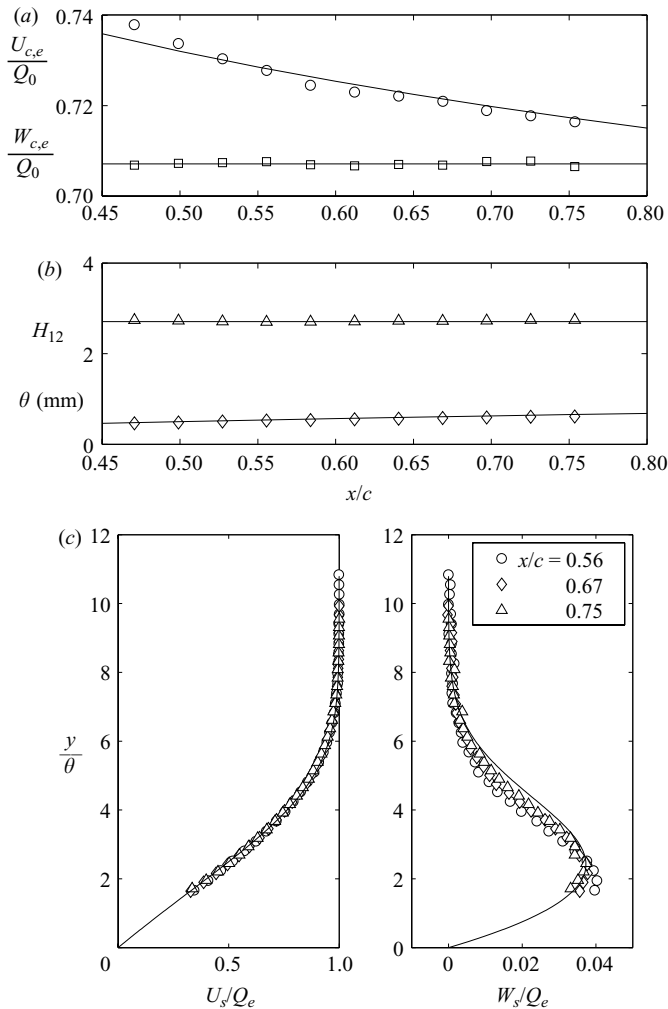 (a)
0.74
U_{c,e}
Q_0
0.72
W_{c,e}
Q_0
0.70
0.45 0.50 0.55 0.60 0.65 0.70 0.75 0.80
(b)
4
H_{12}
2
θ (mm)
0
0.45 0.50 0.55 0.60 0.65 0.70 0.75 0.80
x/c
(c)
12
10
8
y
θ
6
4
2
0
0 0.5 1.0
U_s/Q_e
12
10
8
6
4
2
0
0 0.02 0.04
W_s/Q_e
x/c = 0.56
0.67
0.75